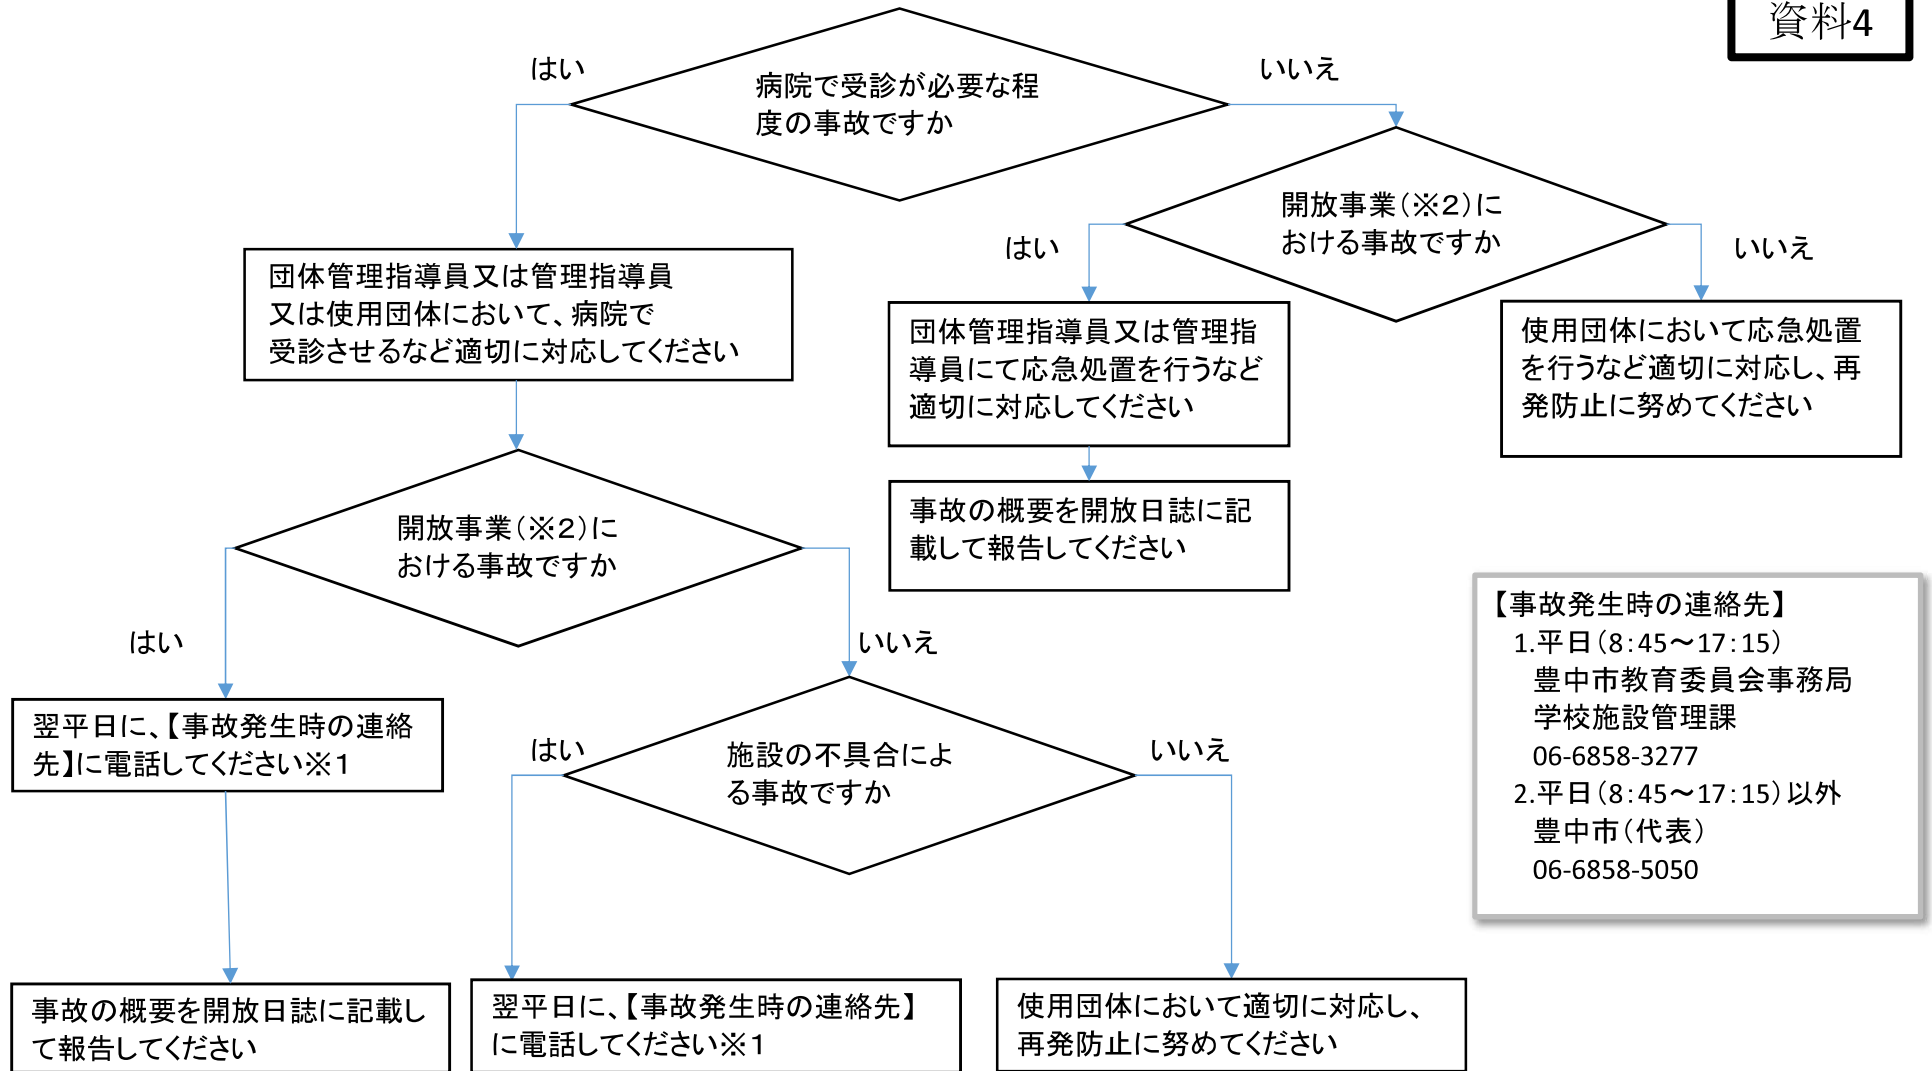 資料4
はい
病院で受診が必要な程
度の事故ですか
いいえ
開放事業(※2)に
おける事故ですか
はい
いいえ
団体管理指導員又は管理指導員
又は使用団体において、病院で
受診させるなど適切に対応してください
団体管理指導員又は管理指
導員にて応急処置を行うなど
適切に対応してください
使用団体において応急処置
を行うなど適切に対応し、再
発防止に努めてください
事故の概要を開放日誌に記
載して報告してください
開放事業(※2)に
おける事故ですか
はい
いいえ
【事故発生時の連絡先】
1.平日(8:45～17:15)
豊中市教育委員会事務局
学校施設管理課
06-6858-3277
2.平日(8:45～17:15)以外
豊中市(代表)
06-6858-5050
翌平日に、【事故発生時の連絡
先】に電話してください※1
はい
施設の不具合によ
る事故ですか
いいえ
事故の概要を開放日誌に記載し
て報告してください
翌平日に、【事故発生時の連絡先】
に電話してください※1
使用団体において適切に対応し、
再発防止に努めてください